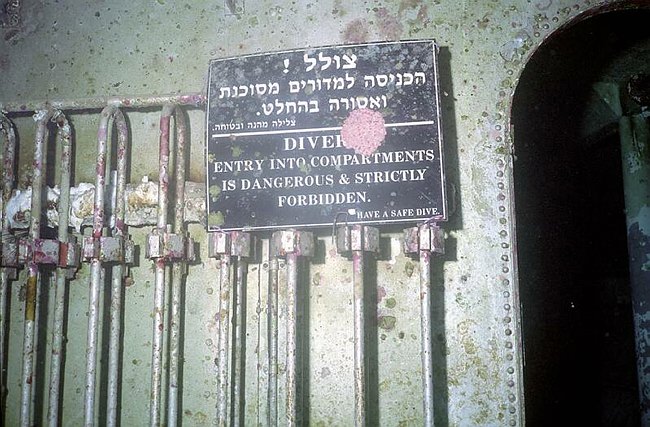 צולל !
הכניסה למדורים מסוכנת
ואסורה בהחלט.
צלילה מהנה ובטוחה.
DIVER
ENTRY INTO COMPARTMENTS
IS DANGEROUS & STRICTLY
FORBIDDEN.
HAVE A SAFE DIVE.